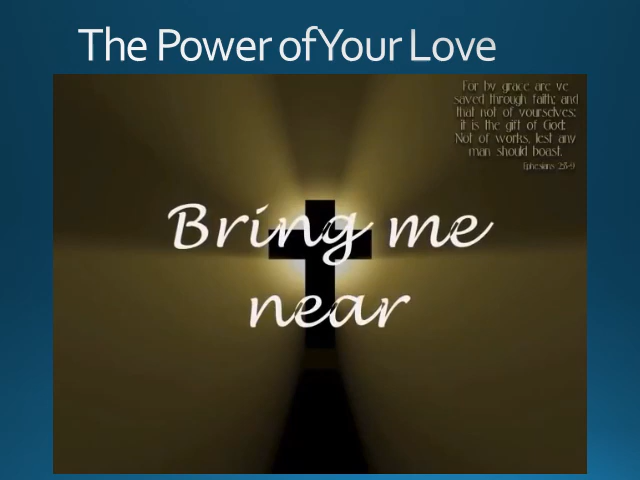 The Power of Your Love
For by grace are ye
saved through faith; and
that not of yourselves:
it is the gift of God:
Not of works, lest any
man should boast.
Ephesians 2:8-9
Bring me
near